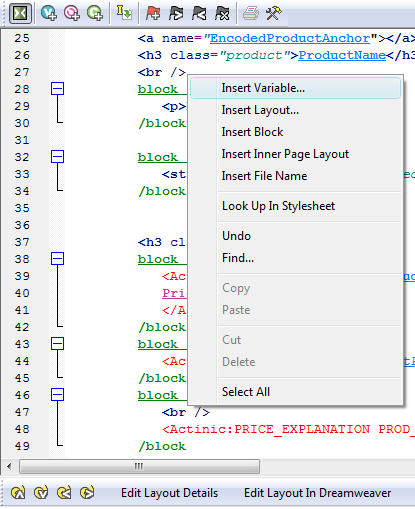 25 <a name="EncodedProductAnchor"></a>
26 <h3 class="product">ProductName</h3
27 <br />
28 block
29 <p>
30 /block
31
32 block
33 <st
34 /block
35
36
37 <h3 cl
38 block
39 <Act
40 Pri
41 </A
42 /block
43 block
44 <Act
45 /block
46 block
47 <br />
48 <Actinic:PRICE_EXPLANATION PROD_
49 /block
Insert Variable...
Insert Layout...
Insert Block
Insert Inner Page Layout
Insert File Name
Look Up In Stylesheet
Undo
Find...
Copy
Paste
Cut
Delete
Select All
Edit Layout Details Edit Layout In Dreamweaver